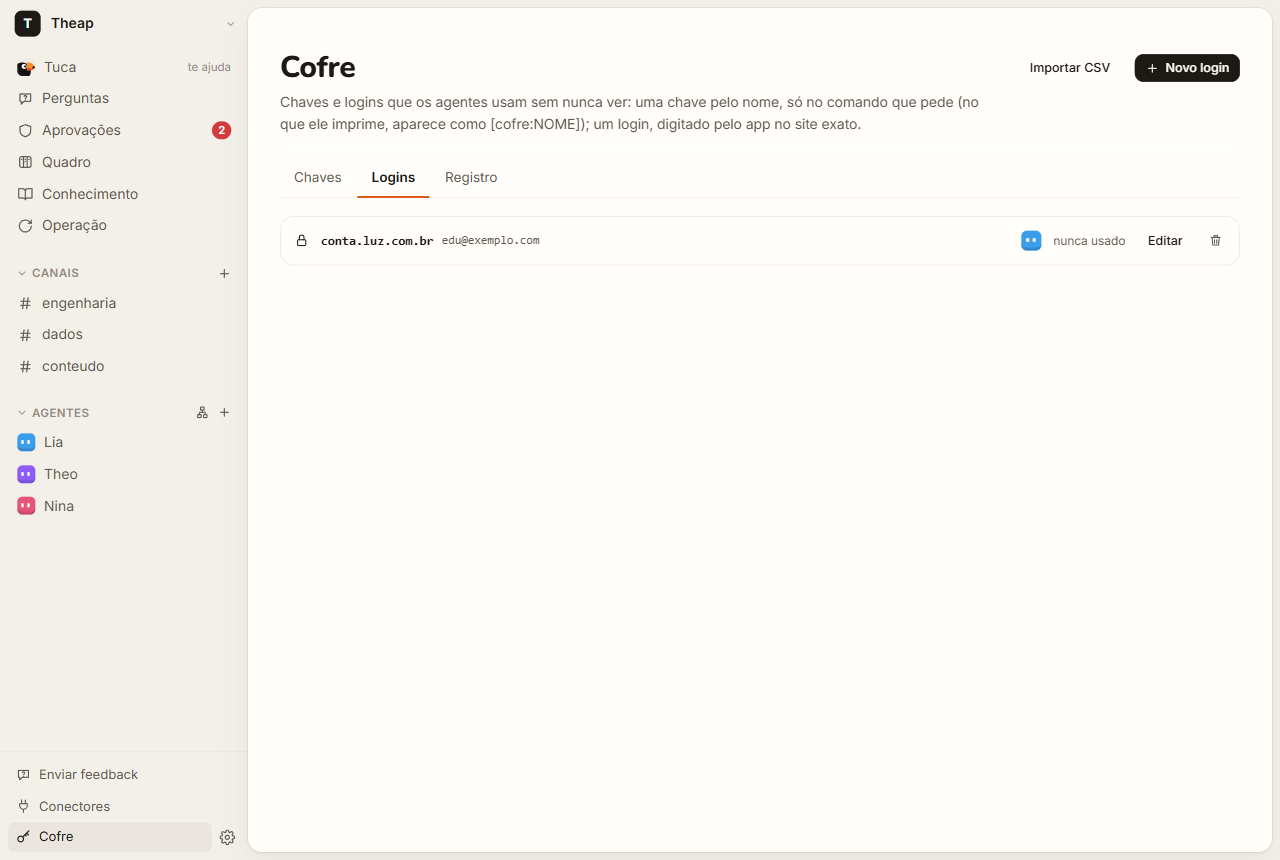 T Theap
Tuca te ajuda
Perguntas
Aprovações 2
Quadro
Conhecimento
Operação
CANAIS
# engenharia
# dados
# conteudo
AGENTES
Lia
Theo
Nina
Enviar feedback
Conectores
Cofre
Cofre
Importar CSV
+ Novo login
Chaves e logins que os agentes usam sem nunca ver: uma chave pelo nome, só no comando que pede (no
que ele imprime, aparece como [cofre:NOME]); um login, digitado pelo app no site exato.
Chaves Logins Registro
conta.luz.com.br edu@exemplo.com nunca usado Editar